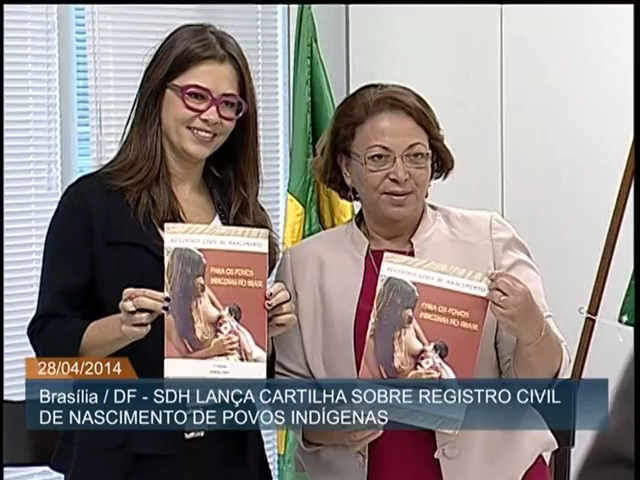 REGISTRO CIVIL DE NASCIMENTO
PARA OS POVOS
INDÍGENAS NO BRASIL
REGISTRO CIVIL DE NASCIMENTO
PARA OS POVOS
INDÍGENAS NO BRASIL
28/04/2014
Brasília / DF - SDH LANÇA CARTILHA SOBRE REGISTRO CIVIL
DE NASCIMENTO DE POVOS INDÍGENAS